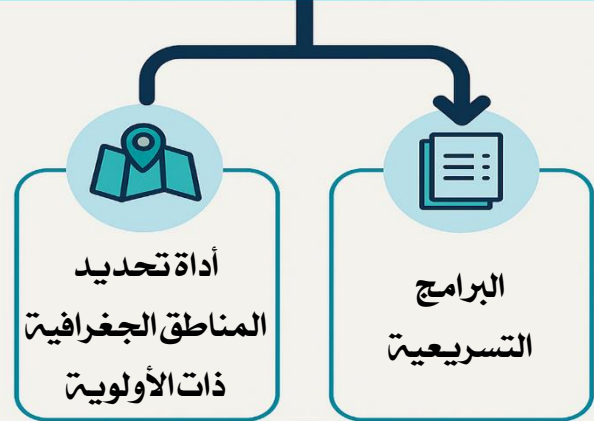 البرامج
التسريعية
أداة تحديد
المناطق الجغرافية
ذات الأولوية